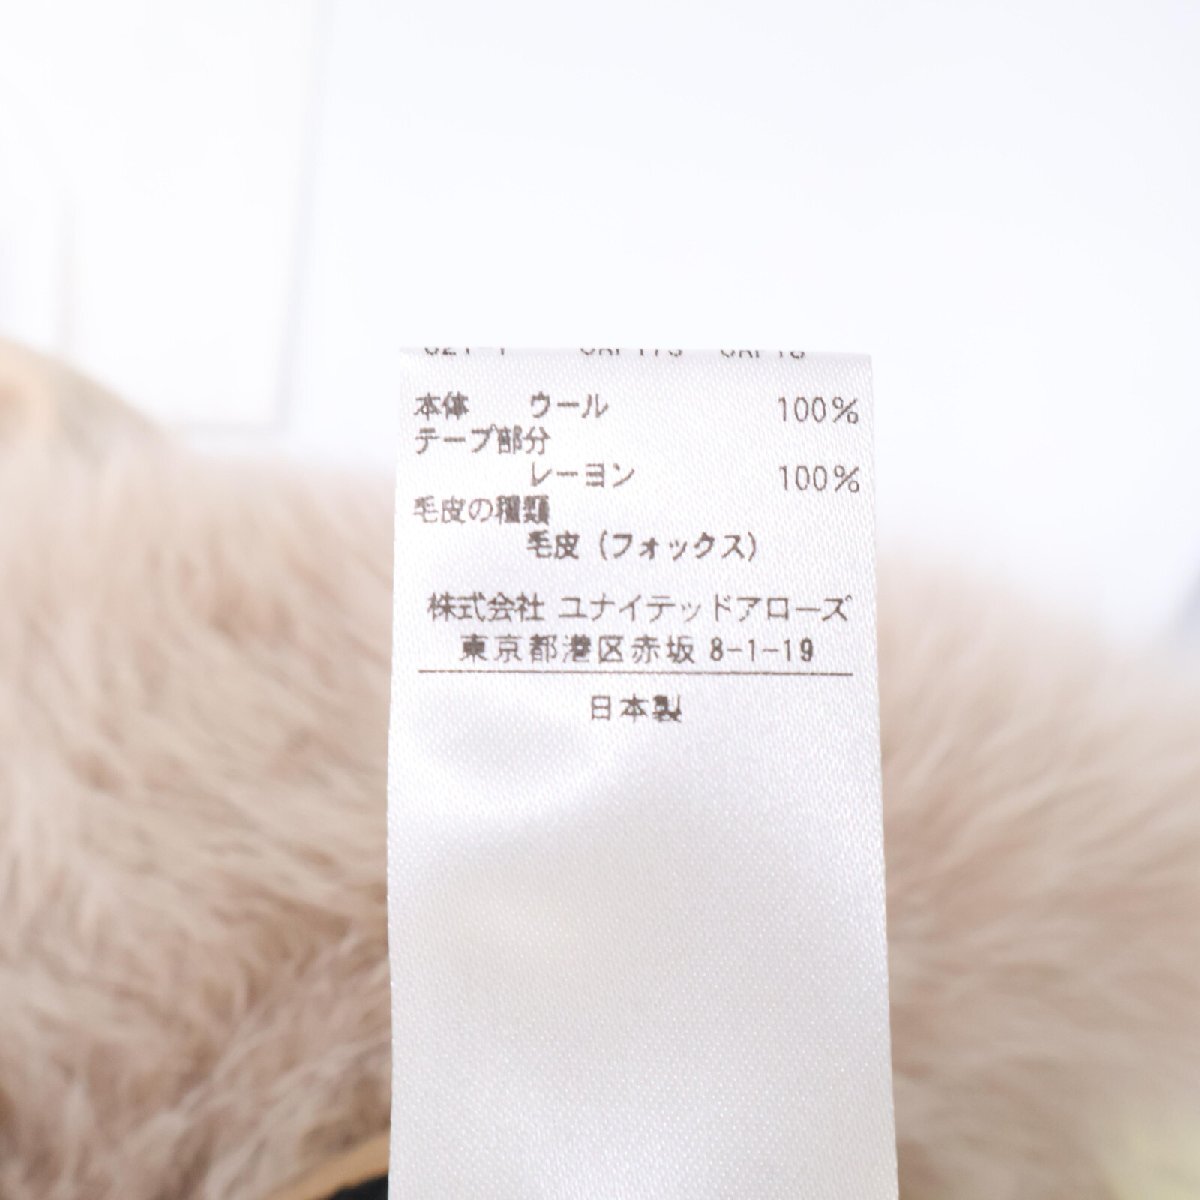 本体 ウール 100%
テープ部分
レーヨン 100%
毛皮の種類
毛皮（フォックス）
株式会社 ユナイテッドアローズ
東京都港区赤坂 8-1-19
日本製